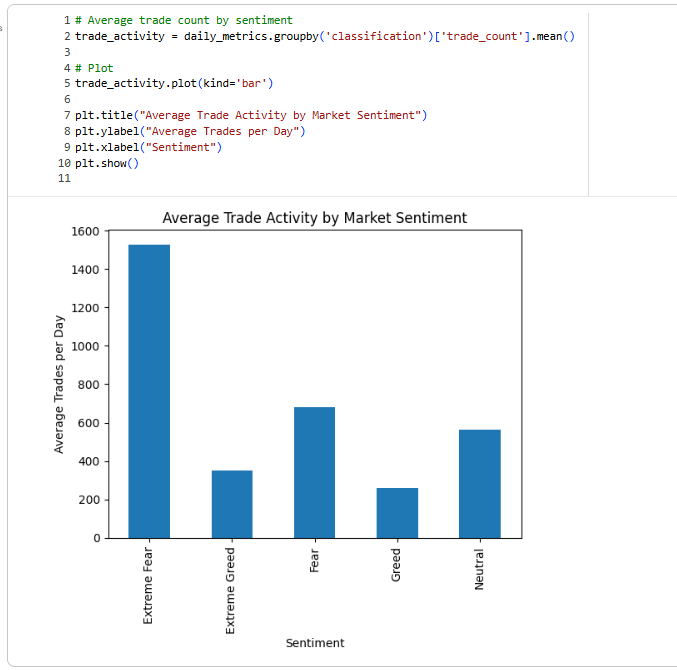 1 # Average trade count by sentiment
2 trade_activity = daily_metrics.groupby('classification')['trade_count'].mean()
3
4 # Plot
5 trade_activity.plot(kind='bar')
6
7 plt.title("Average Trade Activity by Market Sentiment")
8 plt.ylabel("Average Trades per Day")
9 plt.xlabel("Sentiment")
10 plt.show()
11
Average Trade Activity by Market Sentiment
Average Trades per Day
1600
1400
1200
1000
800
600
400
200
0
Extreme Fear
Extreme Greed
Fear
Greed
Neutral
Sentiment